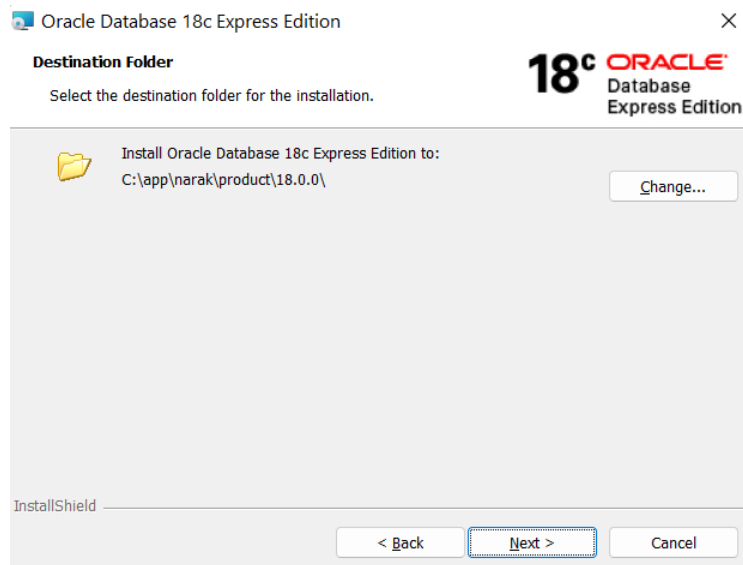 Oracle Database 18c Express Edition
Destination Folder
Select the destination folder for the installation.
18c ORACLE
Database
Express Edition
Install Oracle Database 18c Express Edition to:
C:\app\narak\product\18.0.0\
Change...
InstallShield
< Back
Next >
Cancel